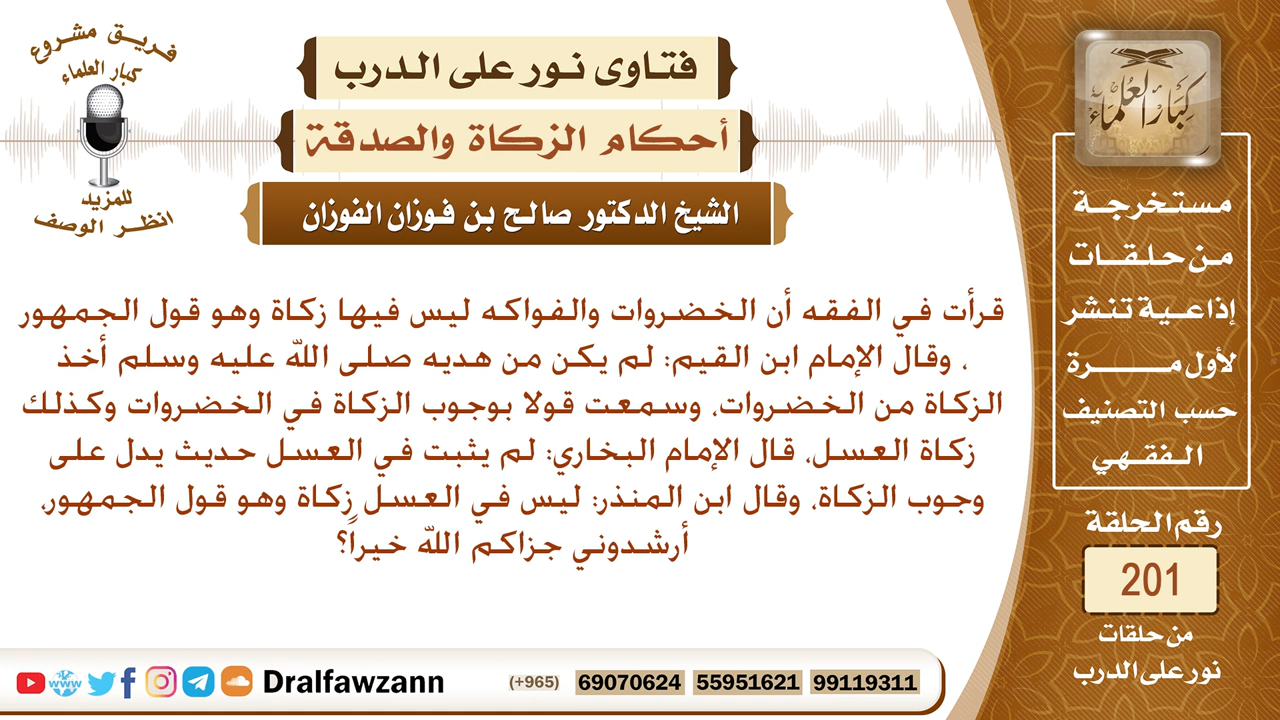 فريق مشروع
كبار العلماء
للمزيد
انظر الوصف
فتاوى نور على الدرب
أحكام الزكاة والصدقة
الشيخ الدكتور صالح بن فوزان الفوزان
قرأت في الفقه أن الخضروات والفواكه ليس فيها زكاة وهو قول الجمهور
، وقال الإمام ابن القيم: لم يكن من هديه صلى الله عليه وسلم أخذ
الزكاة من الخضروات، وسمعت قولا بوجوب الزكاة في الخضروات وكذلك
زكاة العسل، قال الإمام البخاري: لم يثبت في العسل حديث يدل على
وجوب الزكاة، وقال ابن المنذر: ليس في العسل زكاة وهو قول الجمهور،
أرشدوني جزاكم الله خيراً؟
كبار العلماء
مستخرجة
من حلقات
إذاعية تنشر
لأول مرة
حسب التصنيف
الفقهي
رقم الحلقة
201
من حلقات
نور على الدرب
www
Dralfawzann
(+965) 69070624 55951621 99119311